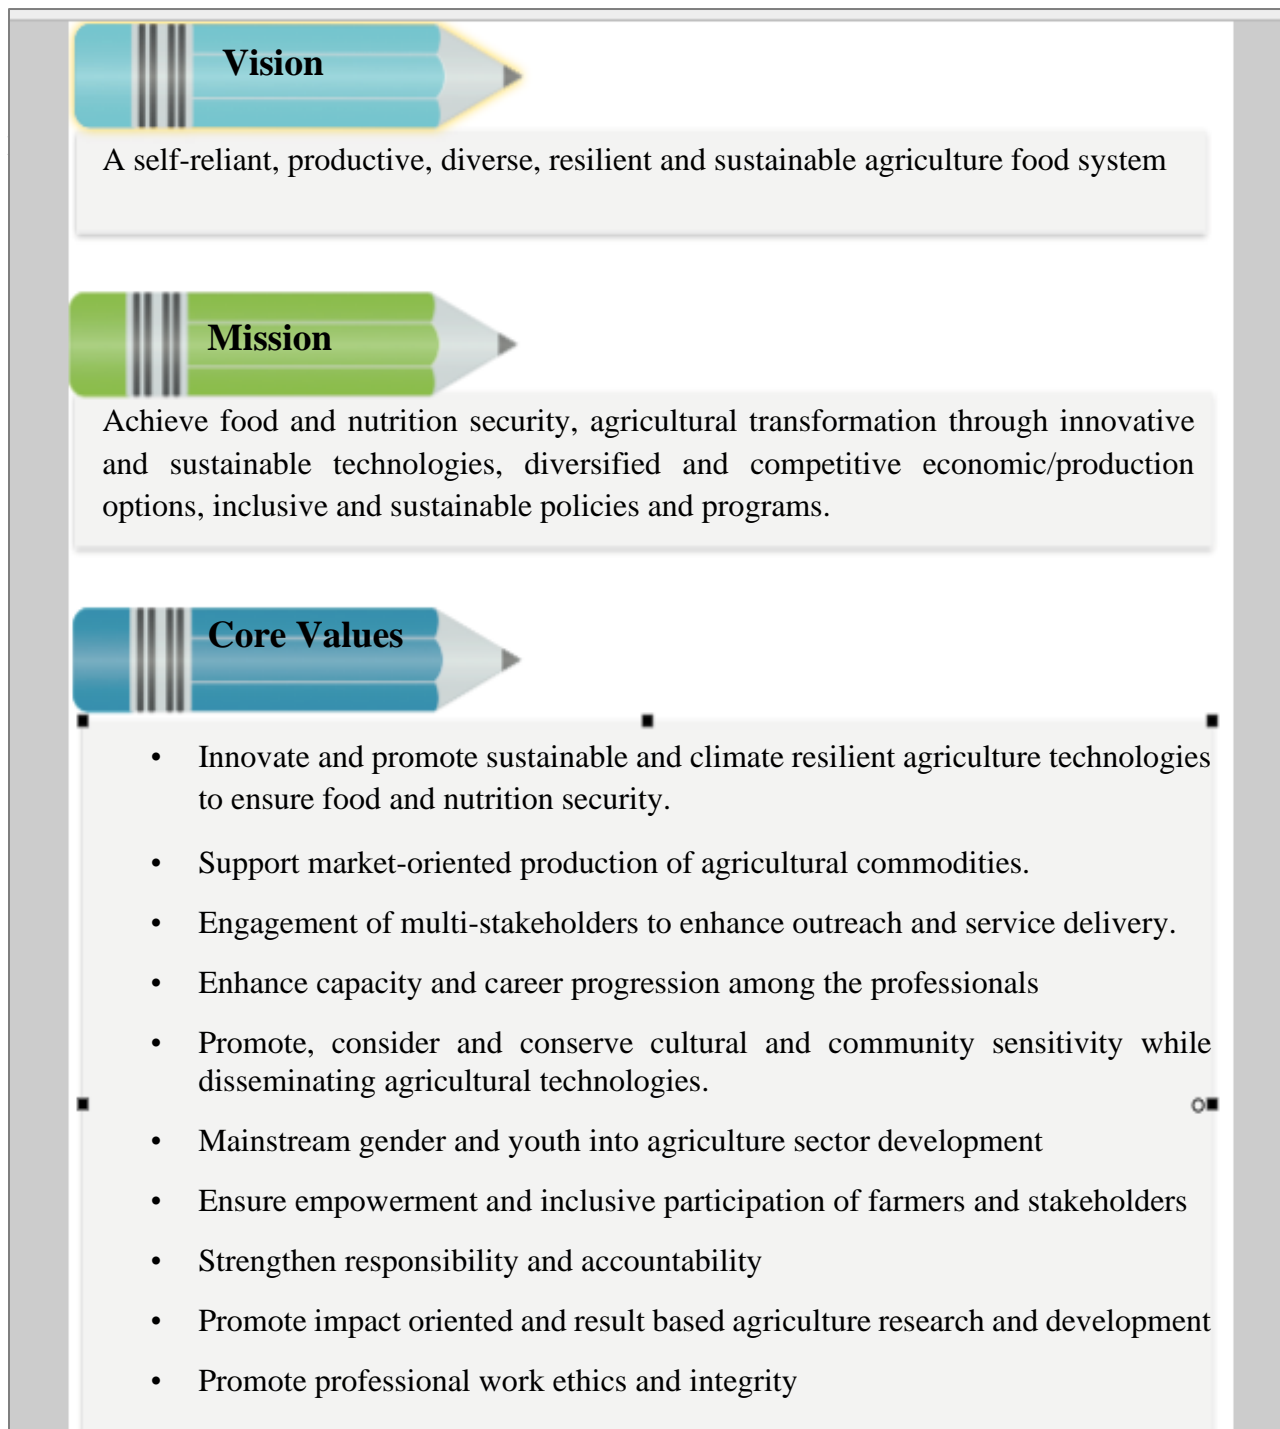 Vision
A self-reliant, productive, diverse, resilient and sustainable agriculture food system
Mission
Achieve food and nutrition security, agricultural transformation through innovative
and sustainable technologies, diversified and competitive economic/production
options, inclusive and sustainable policies and programs.
Core Values
• Innovate and promote sustainable and climate resilient agriculture technologies
to ensure food and nutrition security.
• Support market-oriented production of agricultural commodities.
• Engagement of multi-stakeholders to enhance outreach and service delivery.
• Enhance capacity and career progression among the professionals
• Promote, consider and conserve cultural and community sensitivity while
disseminating agricultural technologies.
• Mainstream gender and youth into agriculture sector development
• Ensure empowerment and inclusive participation of farmers and stakeholders
• Strengthen responsibility and accountability
• Promote impact oriented and result based agriculture research and development
• Promote professional work ethics and integrity